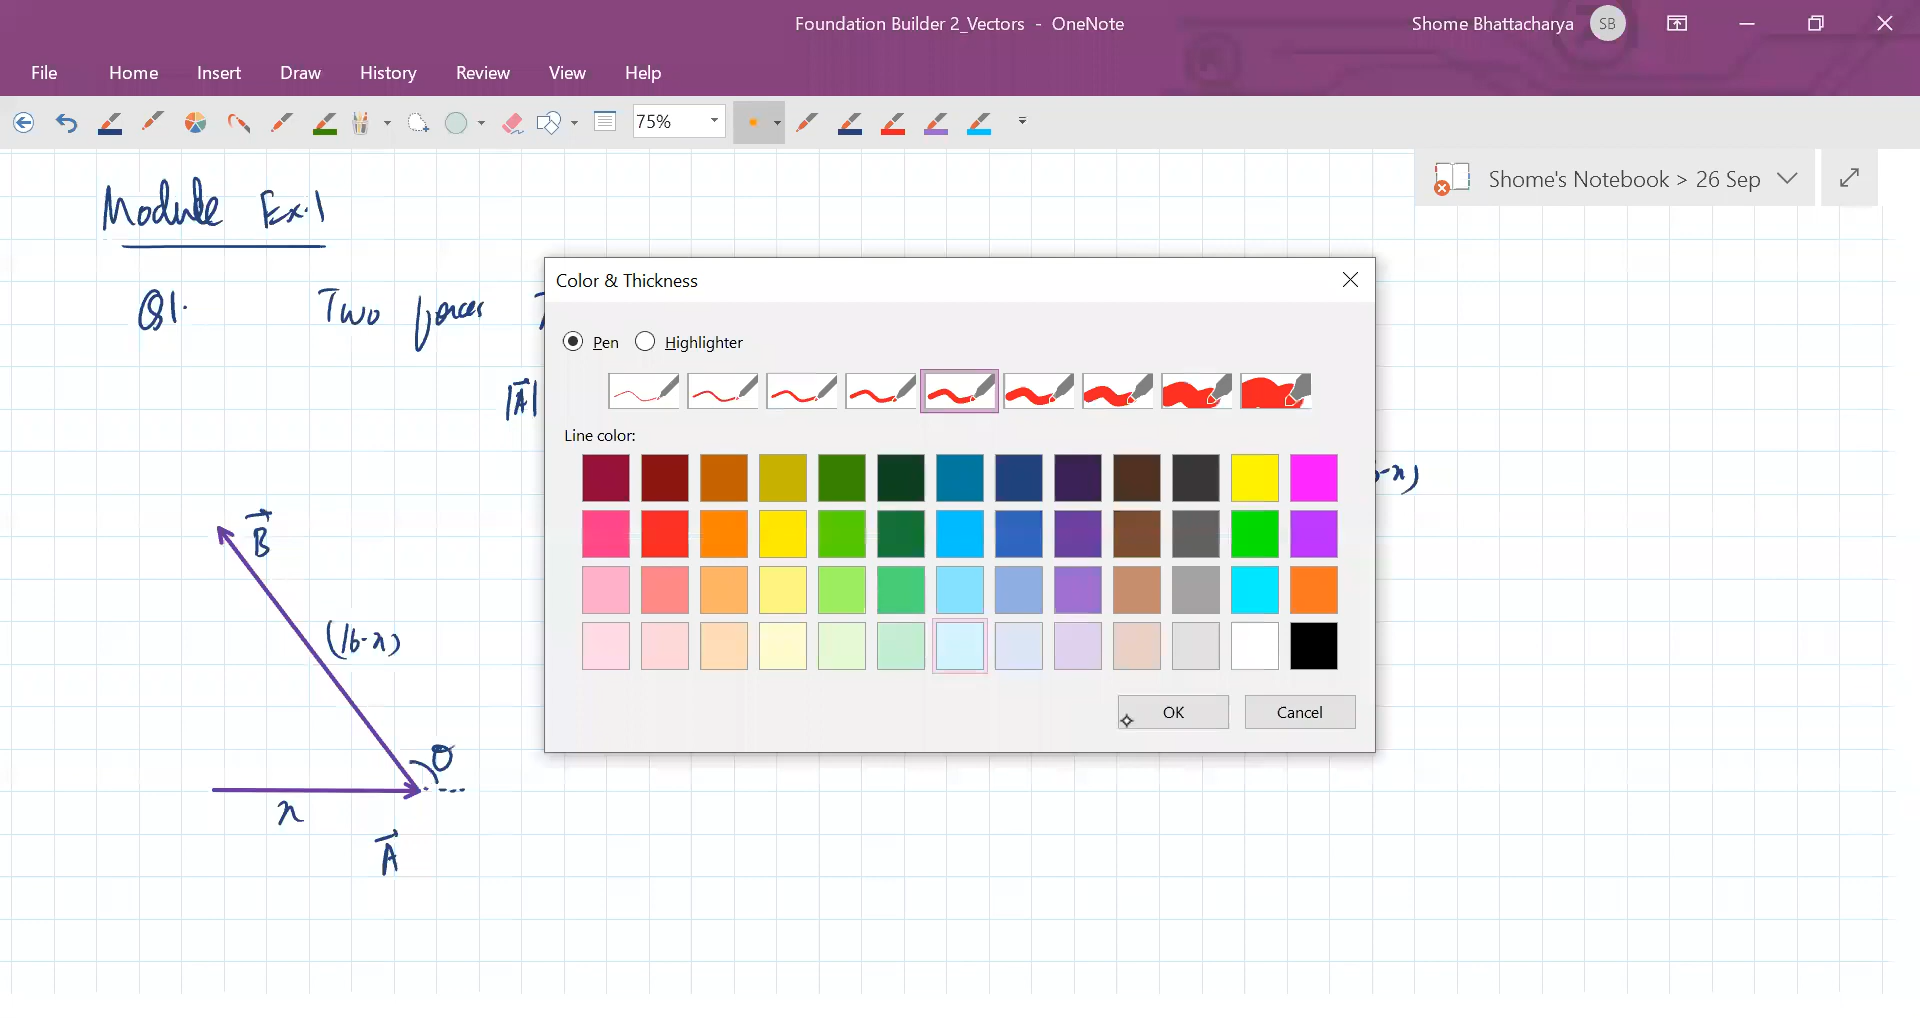 Foundation Builder 2_Vectors - OneNote
Shome Bhattacharya SB
File Home Insert Draw History Review View Help
75%
Shome's Notebook > 26 Sep
Module Ex.1
Q1. Two forces
|A⃗|
-x)
Color & Thickness
Pen Highlighter
Line color:
OK Cancel
B⃗
(16-x)
θ
x
A⃗